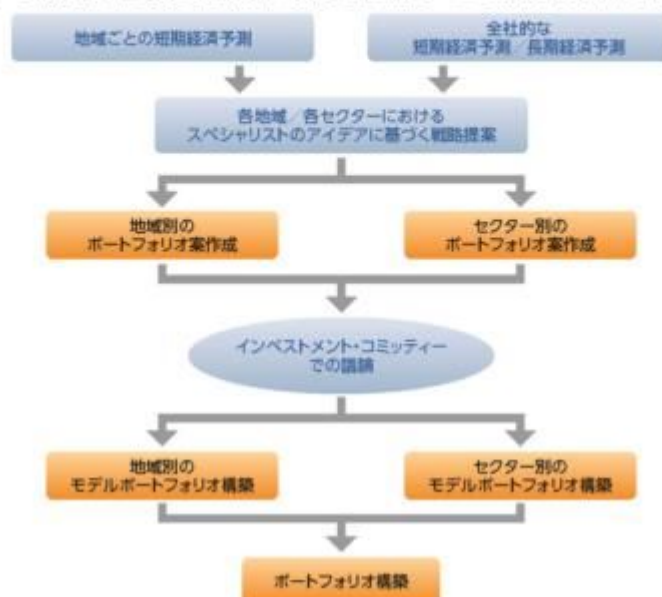 地域ごとの短期経済予測
全社的な
短期経済予測／長期経済予測
各地域／各セクターにおける
スペシャリストのアイデアに基づく戦略提案
地域別の
ポートフォリオ案作成
セクター別の
ポートフォリオ案作成
インベストメント・コミッティー
での議論
地域別の
モデルポートフォリオ構築
セクター別の
モデルポートフォリオ構築
ポートフォリオ構築